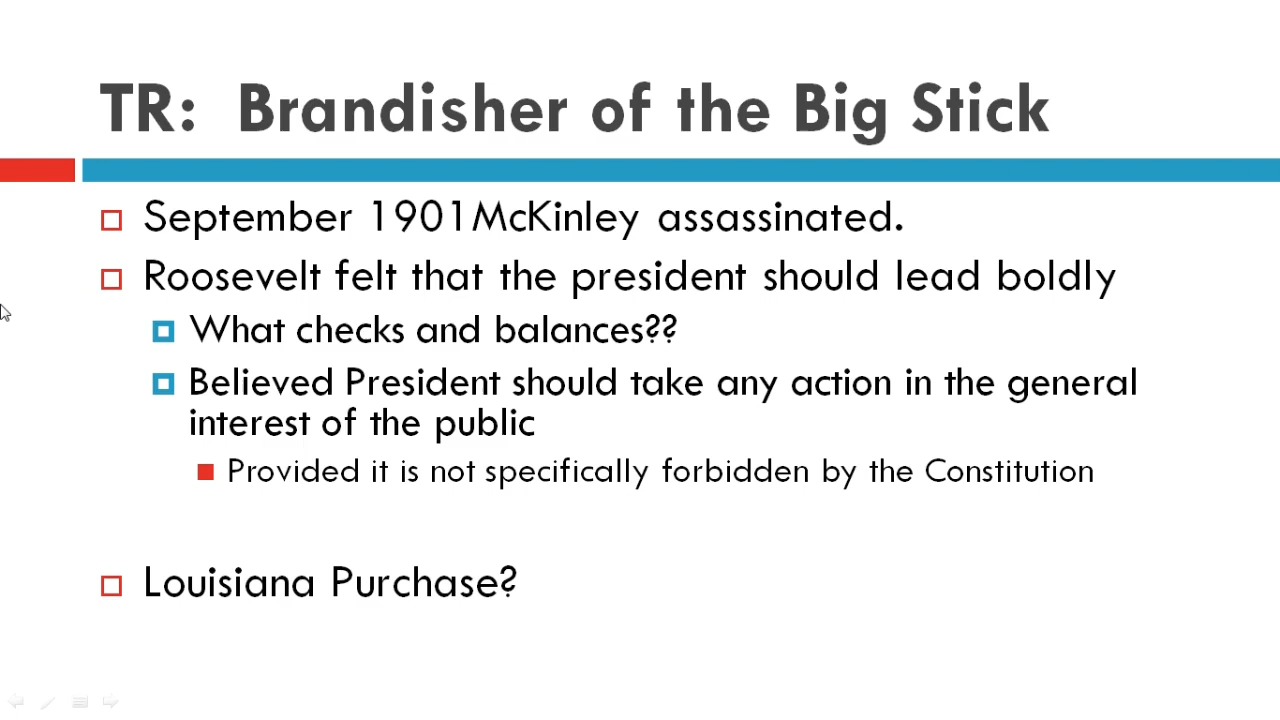 TR:  Brandisher of the Big Stick
September 1901McKinley assassinated.
Roosevelt felt that the president should lead boldly
What checks and balances??
Believed President should take any action in the general
interest of the public
Provided it is not specifically forbidden by the Constitution
Louisiana Purchase?